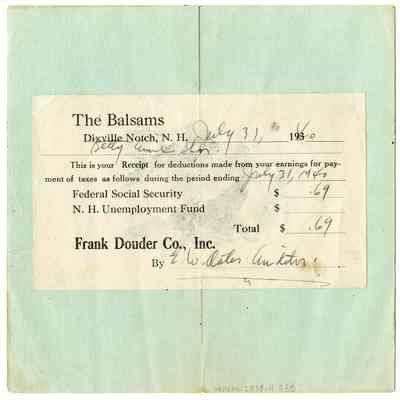 The Balsams
Dixville Notch, N. H. July 31, 1940
Betty Anne
This is your Receipt for deductions made from your earnings for pay-
ment of taxes as follows during the period ending July 31, 1940
Federal Social Security $ .69
N. H. Unemployment Fund $
Total $ .69
Frank Douder Co., Inc.
By E. W. Auditor.